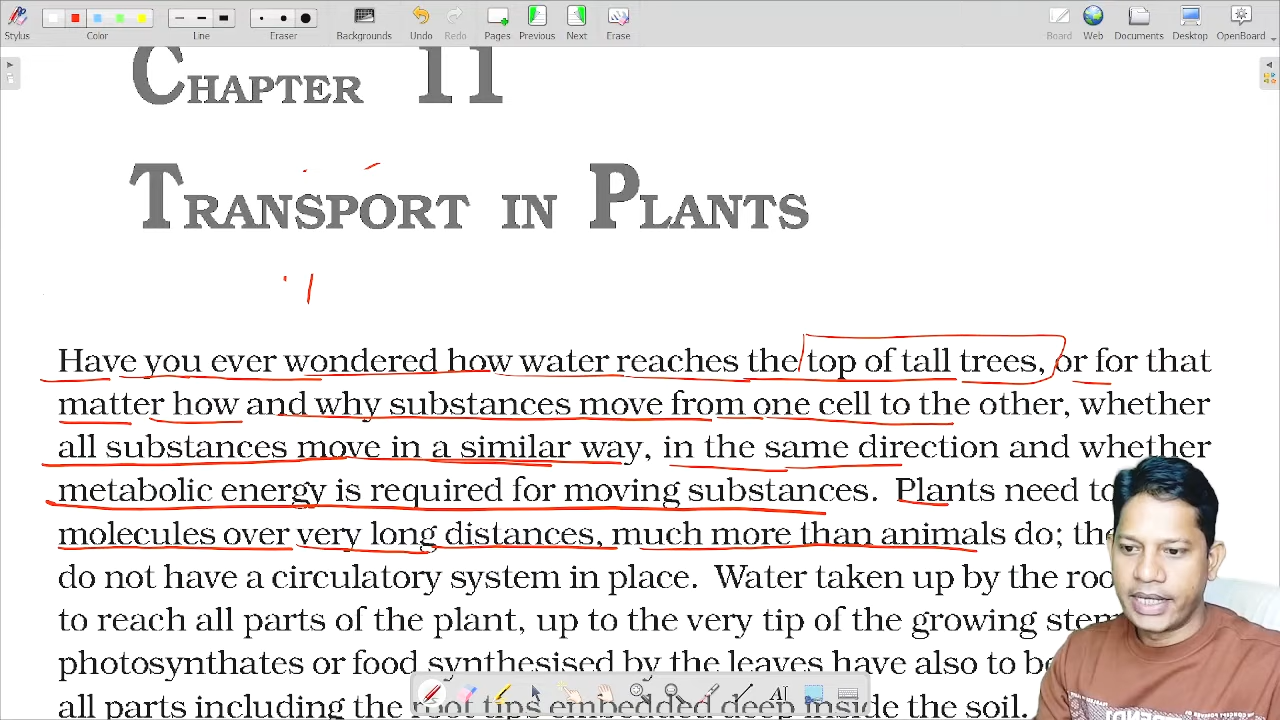 Stylus Color Line Eraser Backgrounds Undo Redo Pages Previous Next Erase Board Web Documents Desktop OpenBoard
CHAPTER 11
TRANSPORT IN PLANTS
Have you ever wondered how water reaches the top of tall trees, or for that
matter how and why substances move from one cell to the other, whether
all substances move in a similar way, in the same direction and whether
metabolic energy is required for moving substances. Plants need to
molecules over very long distances, much more than animals do;
do not have a circulatory system in place. Water taken up by the
to reach all parts of the plant, up to the very tip of the growing
photosynthates or food synthesised by the leaves have also to
all parts including the root tips embedded deep inside the soil.